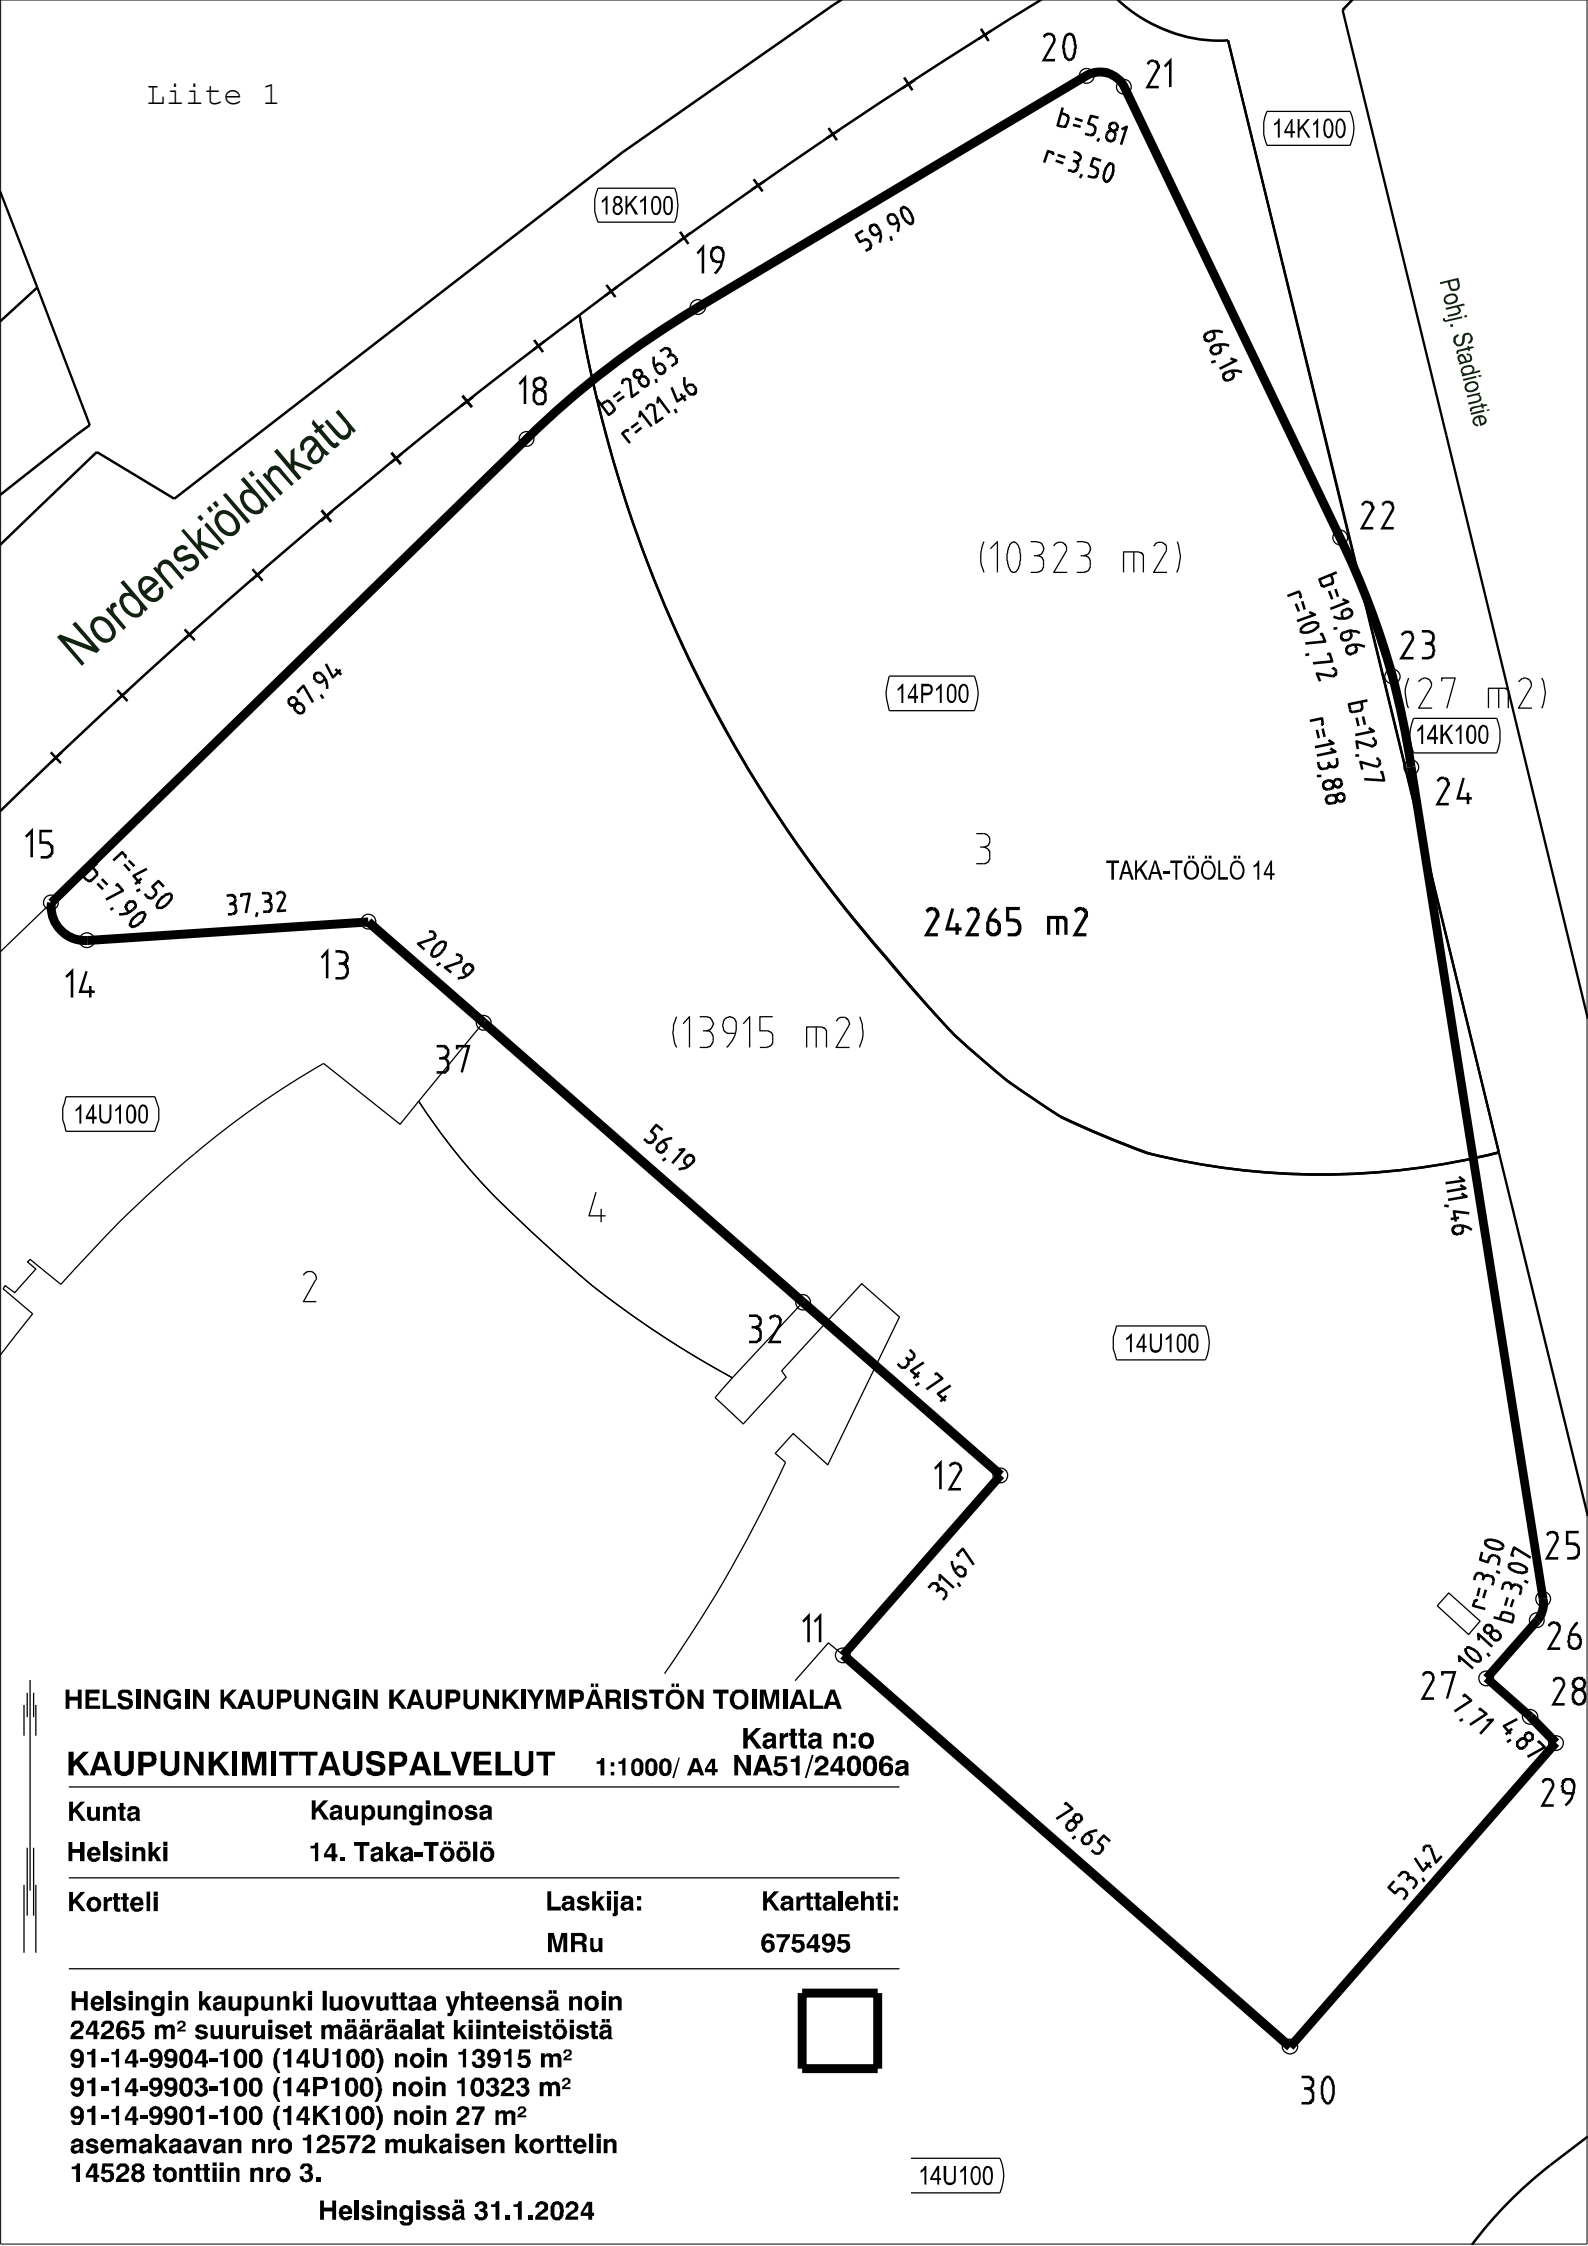 Liite 1
20
21
b=5,81
r=3,50
14K100
18K100
19
59,90
Pohj. Stadiontie
66,16
18
b=28,63
r=121,46
Nordenskiöldinkatu
22
(10323 m2)
b=19,66
r=107,72
23
87,94
14P100
(27 m2)
b=12,27
r=113,88
14K100
24
15
3
r=4,50
b=7,90
TAKA-TÖÖLÖ 14
37,32
24265 m2
14
13
20,29
(13915 m2)
37
14U100
56,19
4
111,46
2
32
14U100
34,74
12
25
r=3,50
b=3,07
31,67
11
26
10,18
27
28
7,71
4,87
29
HELSINGIN KAUPUNGIN KAUPUNKIYMPÄRISTÖN TOIMIALA
Kartta n:o
KAUPUNKIMITTAUSPALVELUT 1:1000/ A4 NA51/24006a
Kunta Kaupunginosa
Helsinki 14. Taka-Töölö
78,65
53,42
Kortteli Laskija: Karttalehti:
MRu 675495
Helsingin kaupunki luovuttaa yhteensä noin
24265 m² suuruiset määräalat kiinteistöistä
91-14-9904-100 (14U100) noin 13915 m²
91-14-9903-100 (14P100) noin 10323 m²
91-14-9901-100 (14K100) noin 27 m²
asemakaavan nro 12572 mukaisen korttelin
14528 tonttiin nro 3.
30
14U100
Helsingissä 31.1.2024